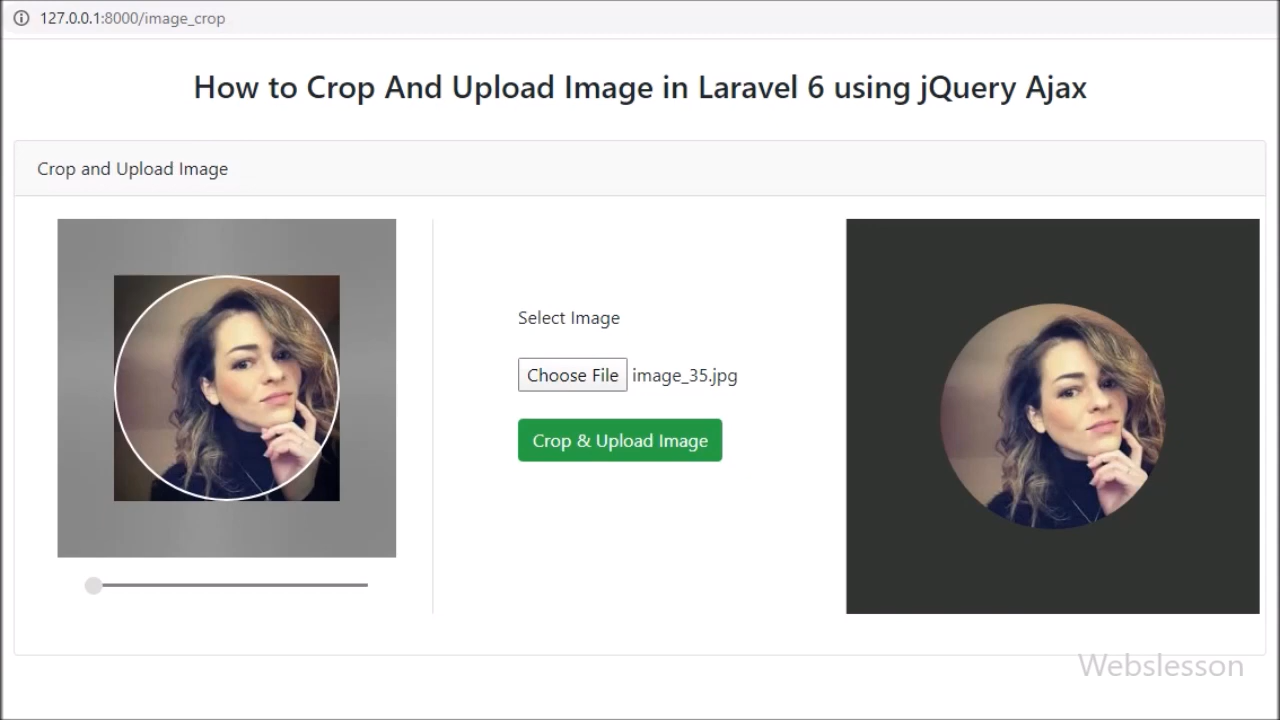 127.0.0.1:8000/image_crop
How to Crop And Upload Image in Laravel 6 using jQuery Ajax
Crop and Upload Image
Select Image
Choose File image_35.jpg
Crop & Upload Image
Webslesson